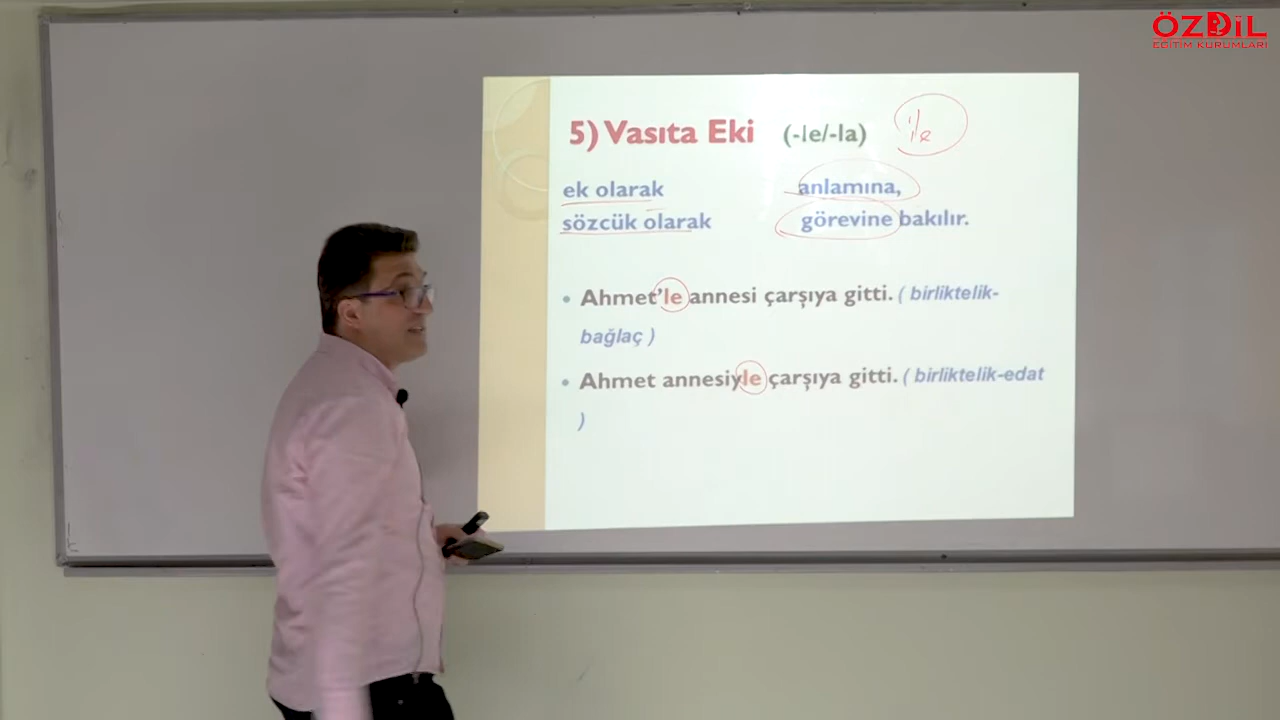 ÖZDİL
EĞİTİM KURUMLARI
5) Vasıta Eki (-le/-la) ile
ek olarak anlamına,
sözcük olarak görevine bakılır.
• Ahmet'le annesi çarşıya gitti. ( birliktelik-
bağlaç )
• Ahmet annesiyle çarşıya gitti. ( birliktelik-edat
)